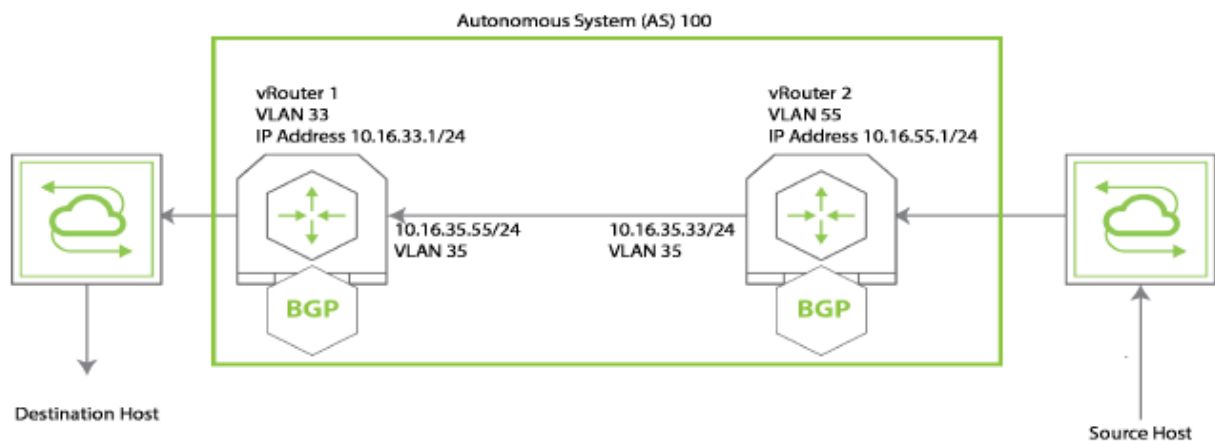 Autonomous System (AS) 100
vRouter 1
VLAN 33
IP Address 10.16.33.1/24
vRouter 2
VLAN 55
IP Address 10.16.55.1/24
10.16.35.55/24
VLAN 35
10.16.35.33/24
VLAN 35
BGP
BGP
Destination Host
Source Host